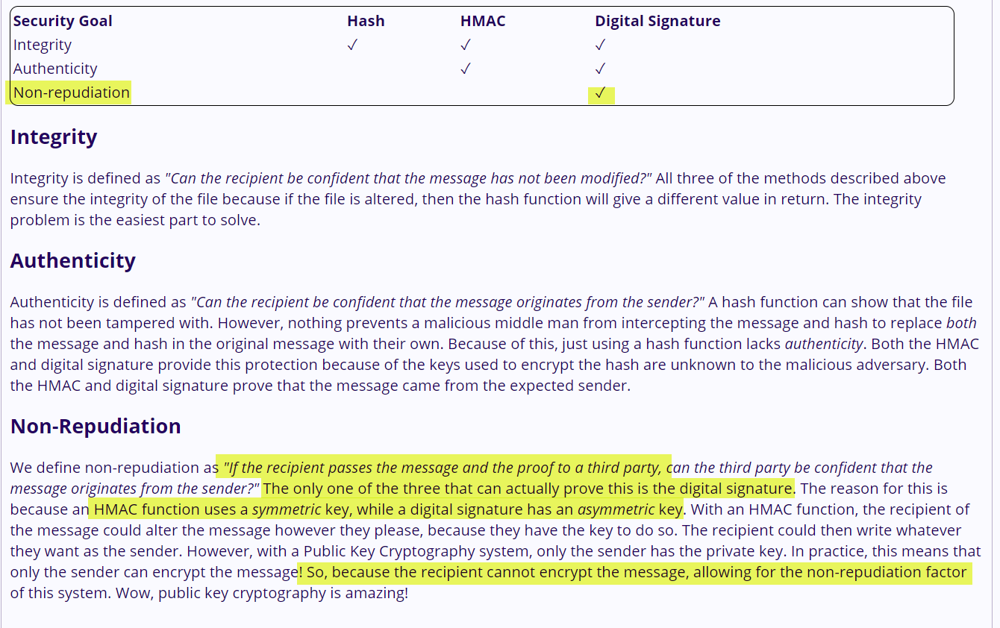 Security Goal Hash HMAC Digital Signature
Integrity ✓ ✓ ✓
Authenticity ✓ ✓
Non-repudiation ✓
Integrity
Integrity is defined as "Can the recipient be confident that the message has not been modified?" All three of the methods described above
ensure the integrity of the file because if the file is altered, then the hash function will give a different value in return. The integrity
problem is the easiest part to solve.
Authenticity
Authenticity is defined as "Can the recipient be confident that the message originates from the sender?" A hash function can show that the file
has not been tampered with. However, nothing prevents a malicious middle man from intercepting the message and hash to replace both
the message and hash in the original message with their own. Because of this, just using a hash function lacks authenticity. Both the HMAC
and digital signature provide this protection because of the keys used to encrypt the hash are unknown to the malicious adversary. Both
the HMAC and digital signature prove that the message came from the expected sender.
Non-Repudiation
We define non-repudiation as "If the recipient passes the message and the proof to a third party, can the third party be confident that the
message originates from the sender?" The only one of the three that can actually prove this is the digital signature. The reason for this is
because an HMAC function uses a symmetric key, while a digital signature has an asymmetric key. With an HMAC function, the recipient of
the message could alter the message however they please, because they have the key to do so. The recipient could then write whatever
they want as the sender. However, with a Public Key Cryptography system, only the sender has the private key. In practice, this means that
only the sender can encrypt the message! So, because the recipient cannot encrypt the message, allowing for the non-repudiation factor
of this system. Wow, public key cryptography is amazing!